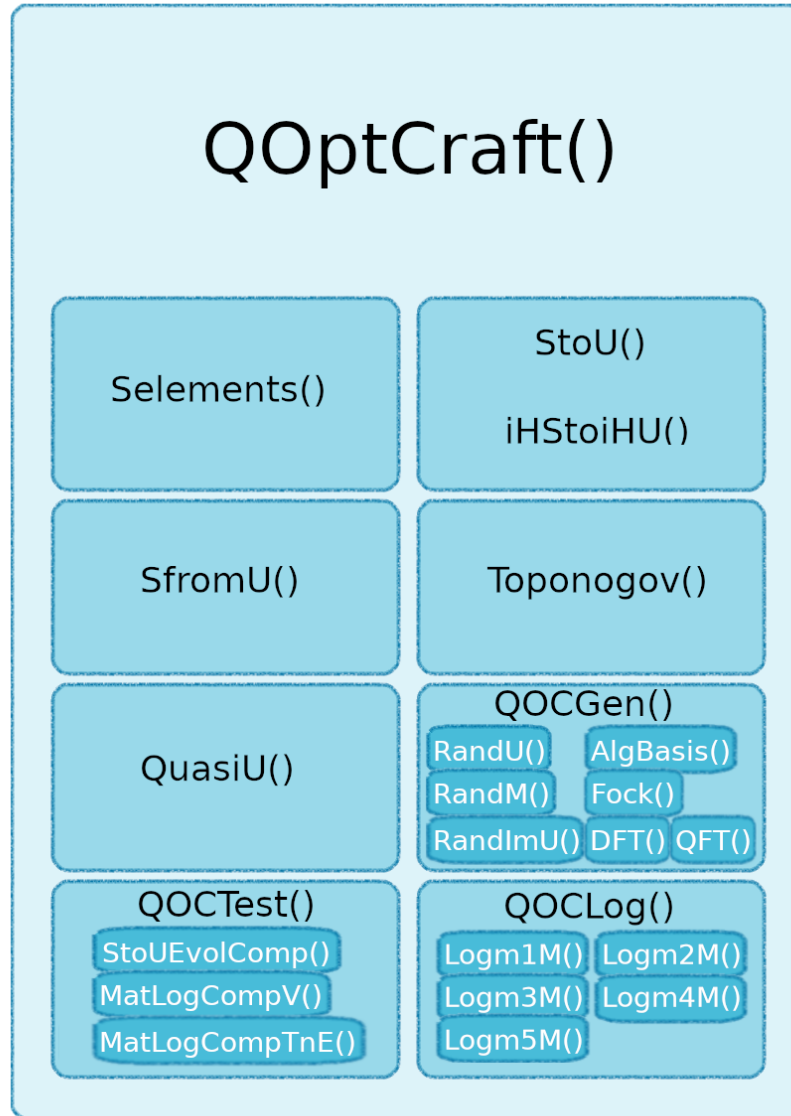 QOptCraft()
Selements()
StoU()
iHStoiHU()
SfromU()
Toponogov()
QuasiU()
QOCGen()
RandU() AlgBasis()
RandM() Fock()
RandImU() DFT() QFT()
QOCTest()
StoUEvolComp()
MatLogCompV()
MatLogCompTnE()
QOCLog()
Logm1M() Logm2M()
Logm3M() Logm4M()
Logm5M()